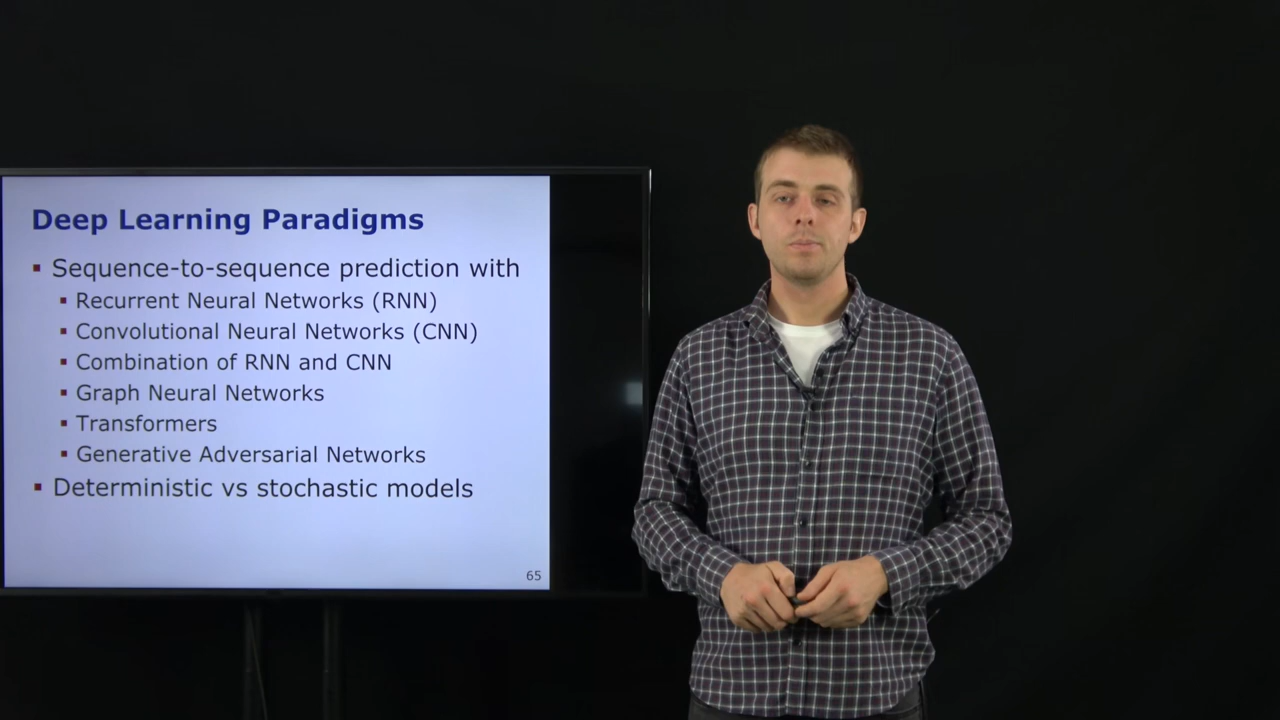 Deep Learning Paradigms
▪ Sequence-to-sequence prediction with
▪ Recurrent Neural Networks (RNN)
▪ Convolutional Neural Networks (CNN)
▪ Combination of RNN and CNN
▪ Graph Neural Networks
▪ Transformers
▪ Generative Adversarial Networks
▪ Deterministic vs stochastic models
65